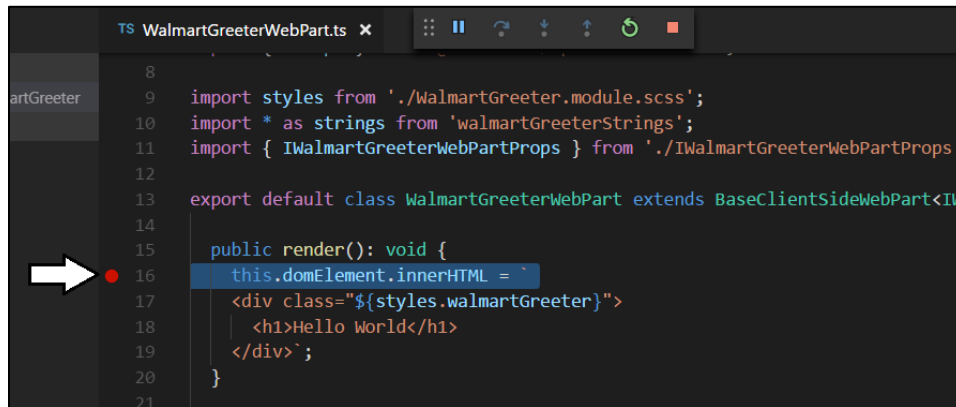 TS WalmartGreeterWebPart.ts ×
8
artGreeter
9 import styles from './WalmartGreeter.module.scss';
10 import * as strings from 'walmartGreeterStrings';
11 import { IWalmartGreeterWebPartProps } from './IWalmartGreeterWebPartProps
12
13 export default class WalmartGreeterWebPart extends BaseClientSideWebPart<IW
14
15 public render(): void {
16 this.domElement.innerHTML = `
17 <div class="${styles.walmartGreeter}">
18 <h1>Hello World</h1>
19 </div>`;
20 }
21